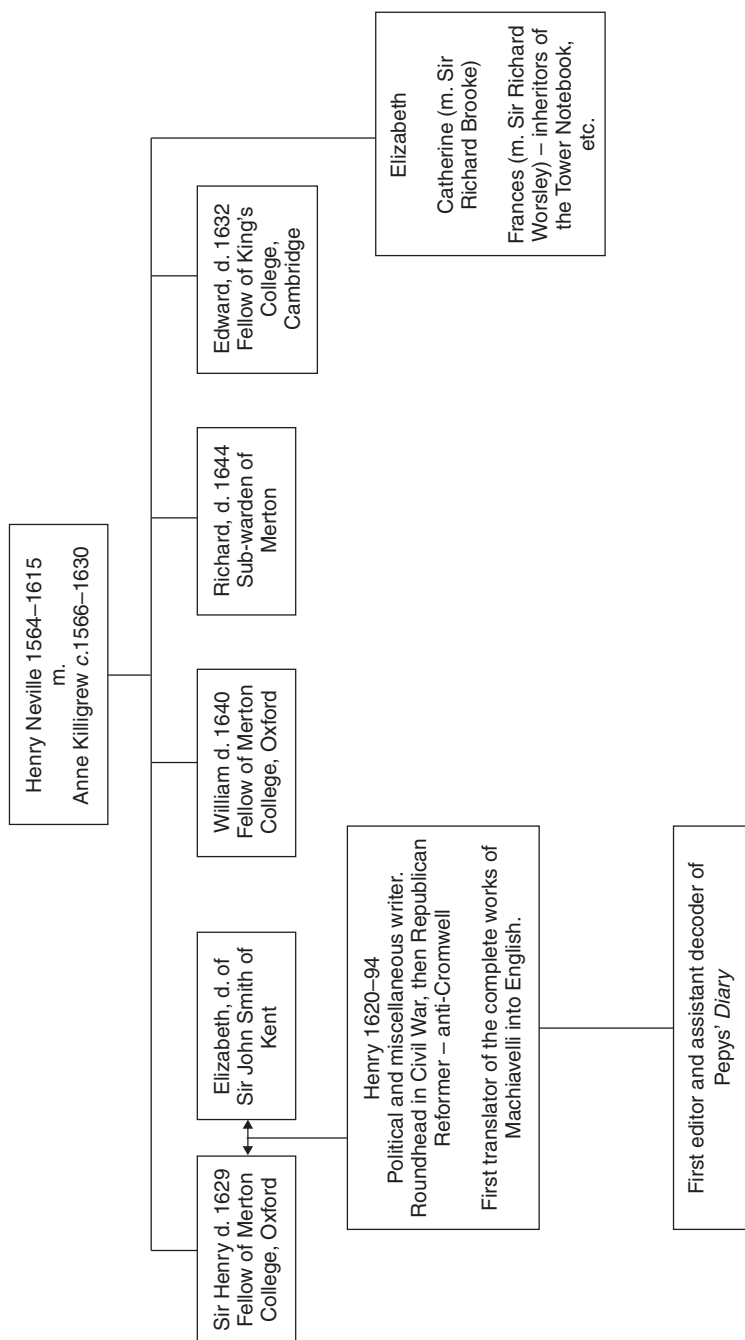 Henry Neville 1564–1615
m.
Anne Killigrew c.1566–1630
Sir Henry d. 1629
Fellow of Merton
College, Oxford
Elizabeth, d. of
Sir John Smith of
Kent
William d. 1640
Fellow of Merton
College, Oxford
Richard, d. 1644
Sub-warden of
Merton
Edward, d. 1632
Fellow of King's
College,
Cambridge
Elizabeth
Catherine (m. Sir
Richard Brooke)
Frances (m. Sir Richard
Worsley) – inheritors of
the Tower Notebook,
etc.
Henry 1620–94
Political and miscellaneous writer.
Roundhead in Civil War, then Republican
Reformer – anti-Cromwell
First translator of the complete works of
Machiavelli into English.
First editor and assistant decoder of
Pepys' Diary